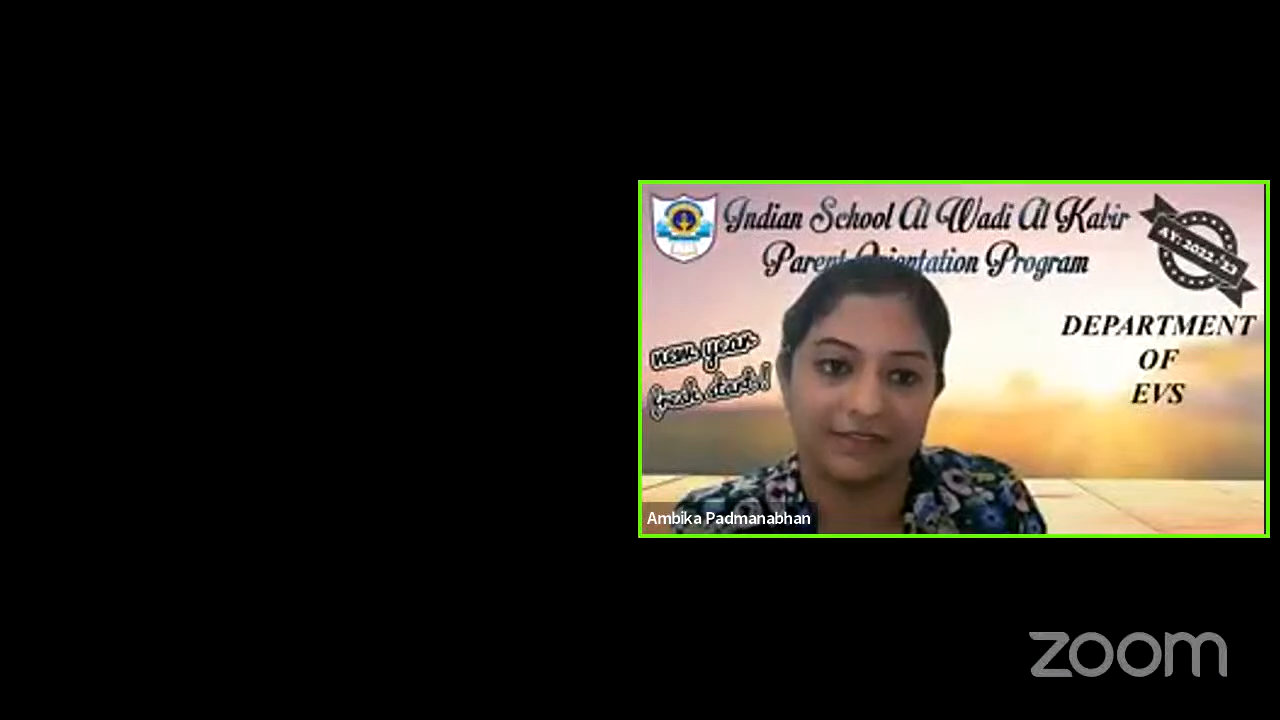 Indian School Al Wadi Al Kabir
Parent Orientation Program
AY: 2022-23
DEPARTMENT
OF
EVS
new year
fresh start!
Ambika Padmanabhan
zoom